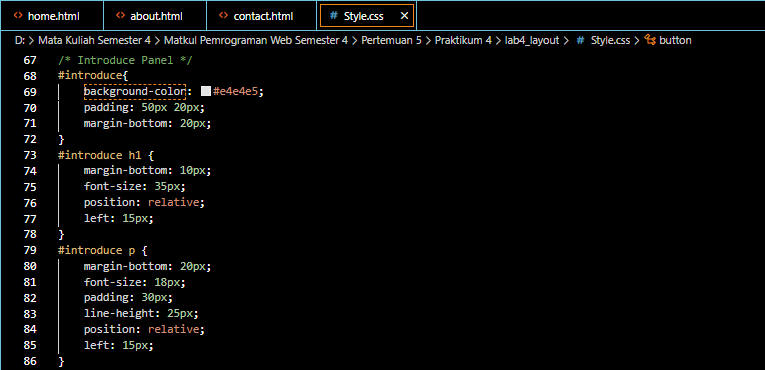 home.html about.html contact.html # Style.css ×
D: > Mata Kuliah Semester 4 > Matkul Pemrograman Web Semester 4 > Pertemuan 5 > Praktikum 4 > lab4_layout > # Style.css > button
67 /* Introduce Panel */
68 #introduce{
69 background-color: #e4e4e5;
70 padding: 50px 20px;
71 margin-bottom: 20px;
72 }
73 #introduce h1 {
74 margin-bottom: 10px;
75 font-size: 35px;
76 position: relative;
77 left: 15px;
78 }
79 #introduce p {
80 margin-bottom: 20px;
81 font-size: 18px;
82 padding: 30px;
83 line-height: 25px;
84 position: relative;
85 left: 15px;
86 }